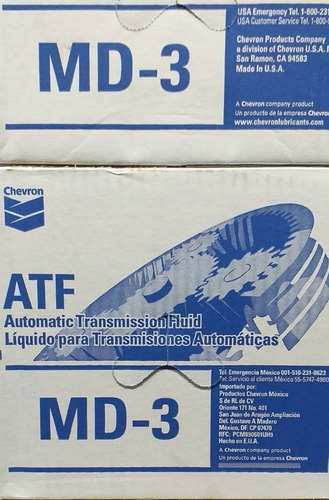 MD-3
USA Emergency Tel. 1-800-231
USA Customer Service Tel. 1-800-
Chevron Products Company
a division of Chevron U.S.A. I
San Ramon, CA 94583
Made in U.S.A.
A Chevron company product
Un producto de la empresa Chevron
www.chevronlubricants.com
Chevron
ATF
Automatic Transmission Fluid
Líquido para Transmisiones Automáticas
MD-3
Tel. Emergencia México 001-510-231-0623
Tel. Servicio al cliente México 55-5747-4900
Importado por:
Productos Chevron México
S de RL de CV
Oriente 171 No. 401
San Juan de Aragón Ampliación
Del. Gustavo A Madero
México, DF. CP 07470
RFC: PCM090601UH9
Hecho en E.U.A.
A Chevron company product
Un producto de la empresa Chevron